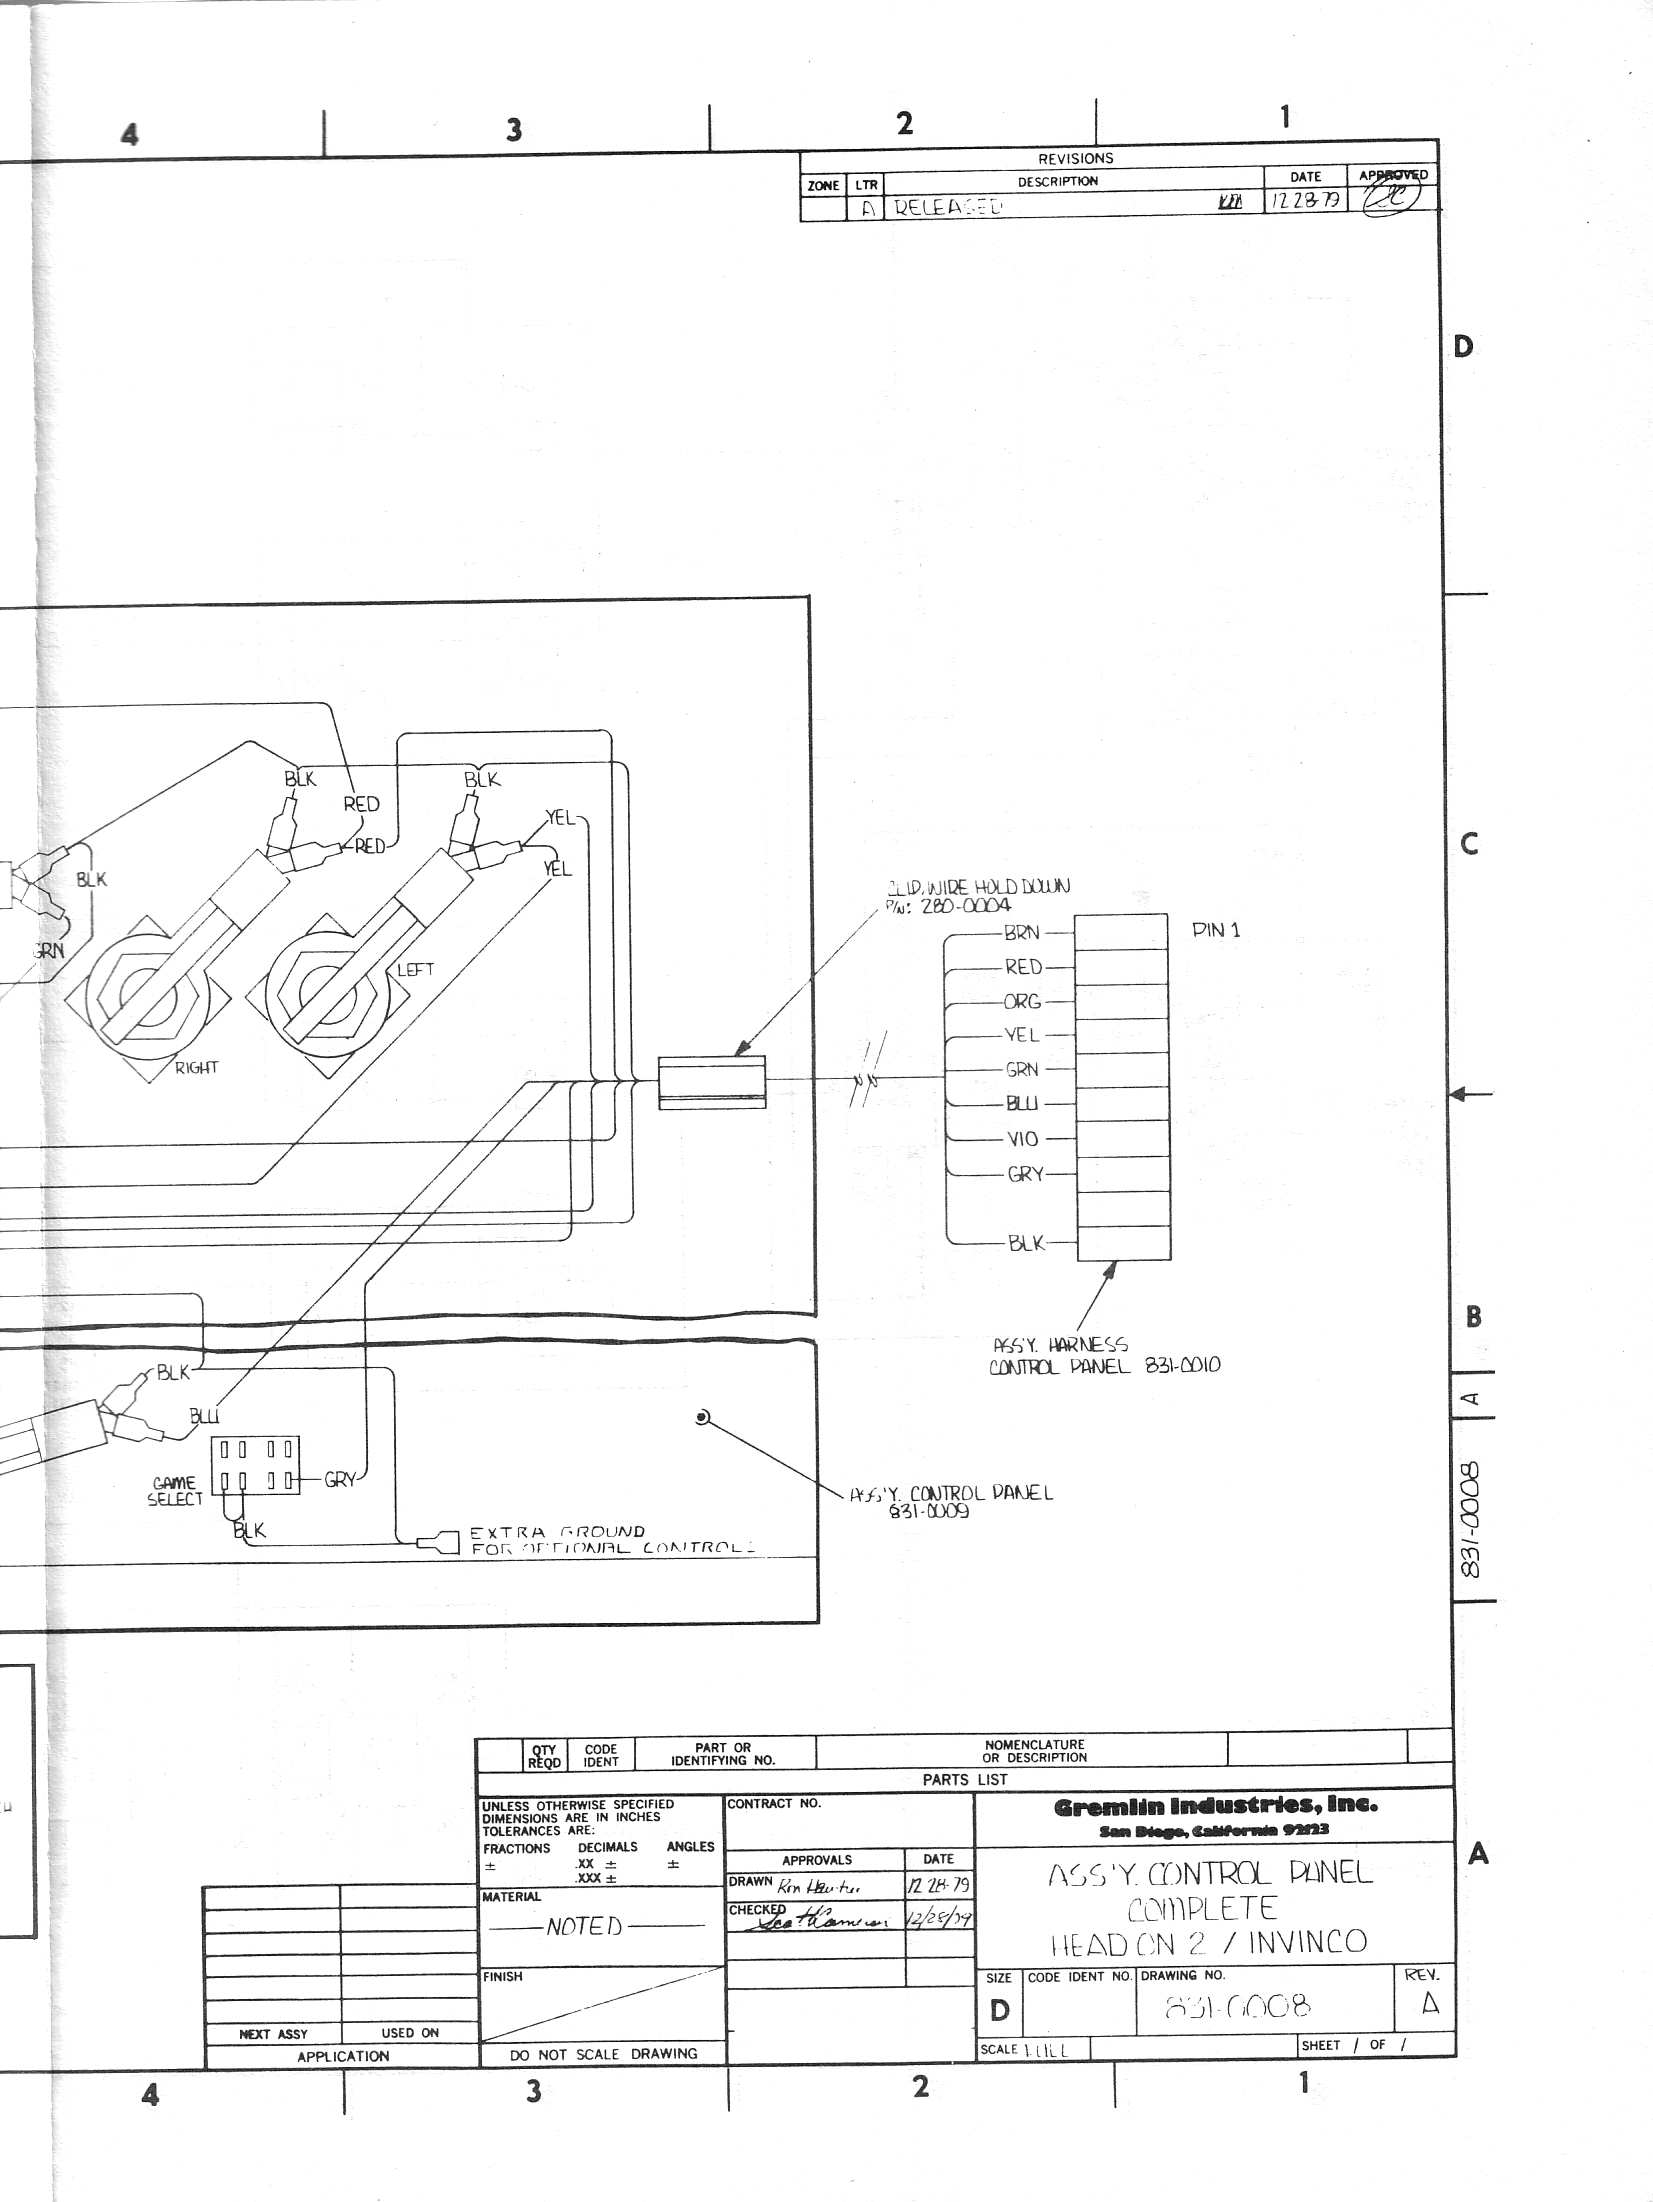 4 3 2 1
REVISIONS
ZONE LTR DESCRIPTION DATE APPROVED
A RELEASED 12 28 79
D
BLK
BLK
RED
YEL
RED
YEL
BLK
C
CLIP, WIRE HOLD DOWN
P/N: 280-0004
BRN
PIN 1
GRN
LEFT
RED
ORG
YEL
RIGHT
GRN
BLU
VIO
GRY
BLK
B
ASS'Y. HARNESS
CONTROL PANEL 831-0010
BLK
A
BLU
GAME
SELECT
GRY
ASS'Y. CONTROL PANEL
831-0009
831-0008
BLK
EXTRA GROUND
FOR OPTIONAL CONTROLS
QTY
REQD
CODE
IDENT
PART OR
IDENTIFYING NO.
NOMENCLATURE
OR DESCRIPTION
PARTS LIST
UNLESS OTHERWISE SPECIFIED
DIMENSIONS ARE IN INCHES
TOLERANCES ARE:
FRACTIONS DECIMALS ANGLES
± .XX ± ±
.XXX ±
CONTRACT NO.
Gremlin Industries, Inc.
San Diego, California 92123
APPROVALS DATE
DRAWN 12 28-79
CHECKED Scott Cameron 12/28/79
MATERIAL
NOTED
ASS'Y. CONTROL PANEL
COMPLETE
HEAD ON 2 / INVINCO
A
FINISH
SIZE CODE IDENT NO. DRAWING NO. REV.
D 831-0008 A
NEXT ASSY USED ON
APPLICATION
DO NOT SCALE DRAWING
SCALE FULL
SHEET / OF /
4 3 2 1